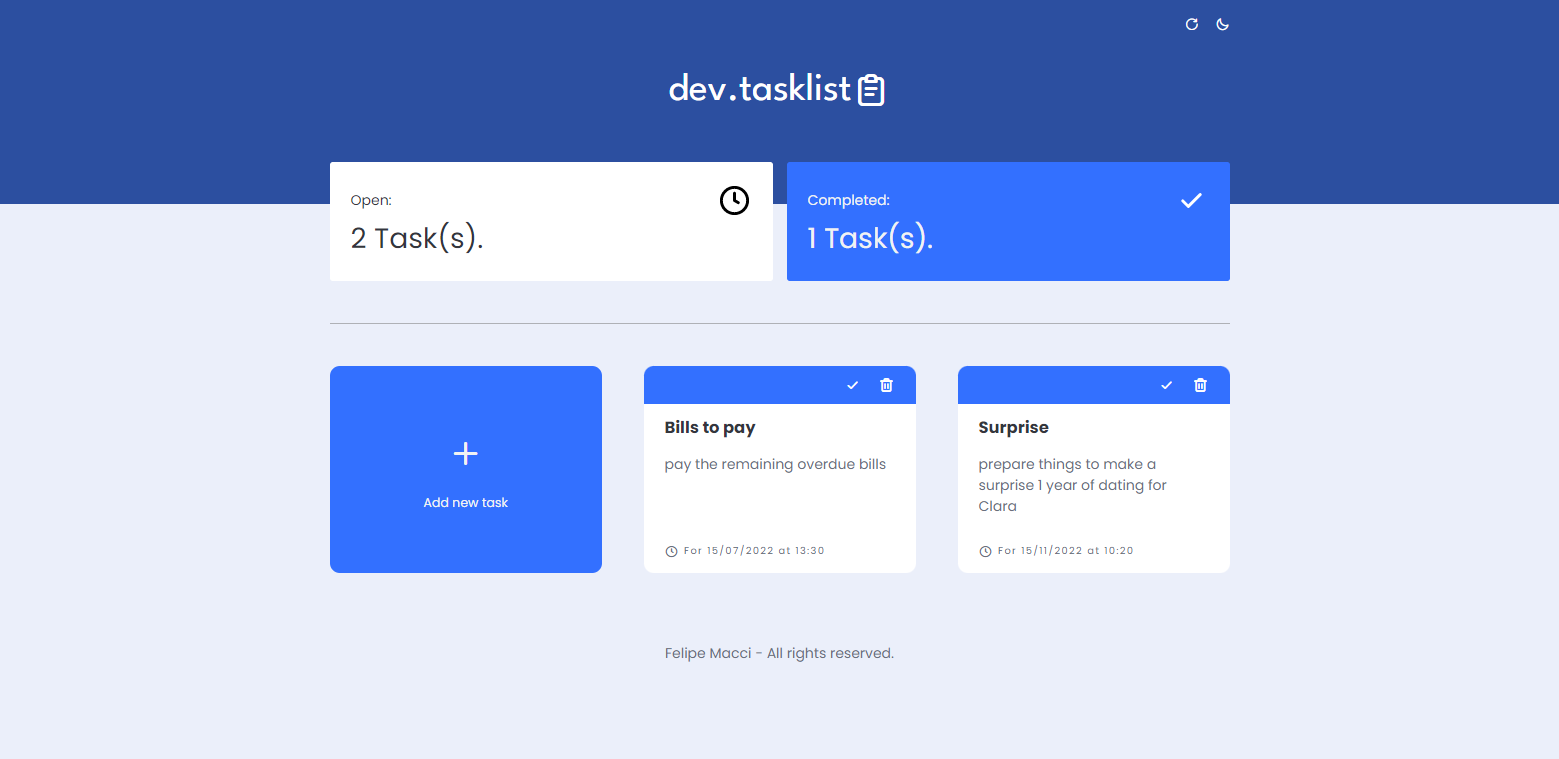 dev.tasklist
Open:
2 Task(s).
Completed:
1 Task(s).
Add new task
Bills to pay
pay the remaining overdue bills
For 15/07/2022 at 13:30
Surprise
prepare things to make a
surprise 1 year of dating for
Clara
For 15/11/2022 at 10:20
Felipe Macci - All rights reserved.